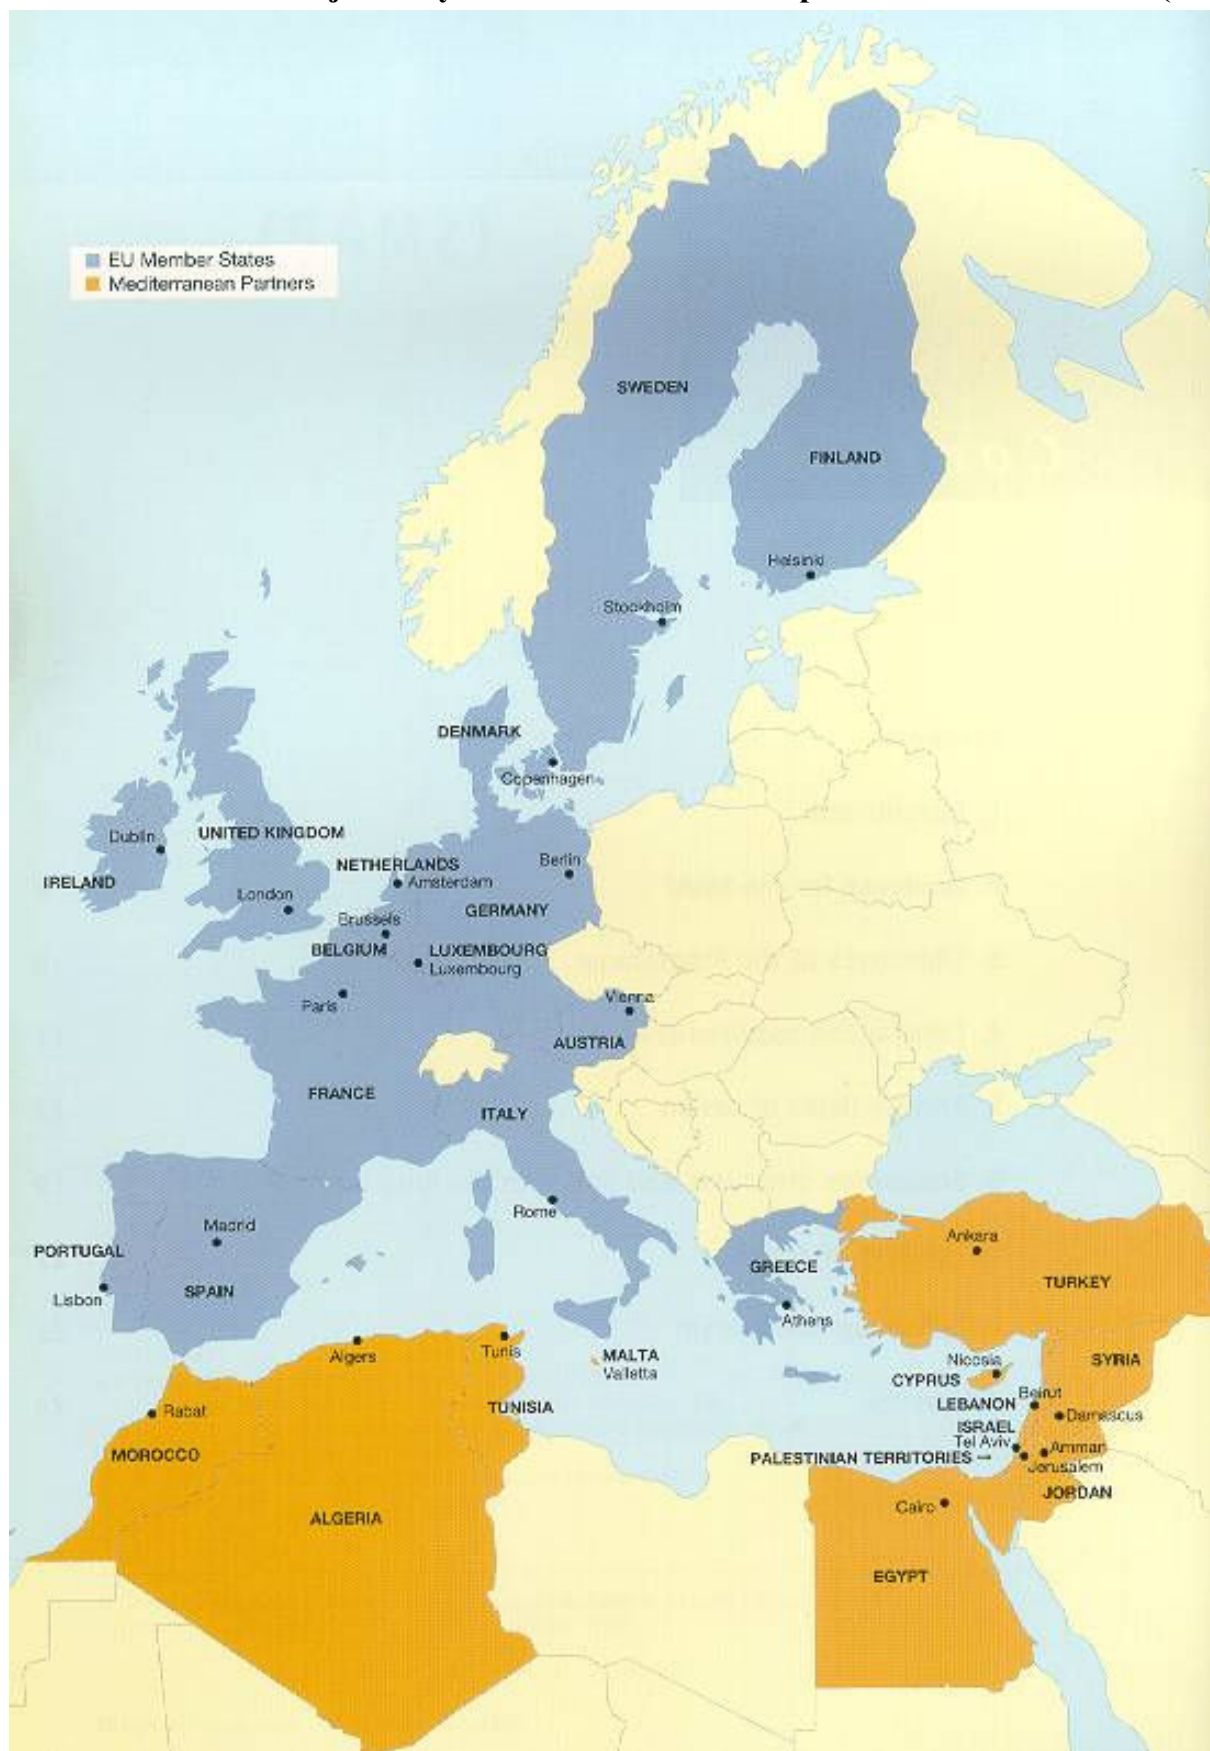 EU Member States
Mediterranean Partners
SWEDEN
FINLAND
Helsinki
Stockholm
DENMARK
Copenhagen
Dublin
UNITED KINGDOM
IRELAND
London
NETHERLANDS
Amsterdam
Berlin
GERMANY
Brussels
BELGIUM
LUXEMBOURG
Luxembourg
Paris
Vienna
AUSTRIA
FRANCE
ITALY
Rome
Madrid
PORTUGAL
SPAIN
Lisbon
GREECE
Athens
Ankara
TURKEY
Algiers
Tunis
MALTA
Valletta
Nicosia
CYPRUS
SYRIA
Beirut
LEBANON
Damascus
ISRAEL
Tel Aviv
Amman
PALESTINIAN TERRITORIES →
Jerusalem
JORDAN
Rabat
MOROCCO
TUNISIA
ALGERIA
Cairo
EGYPT